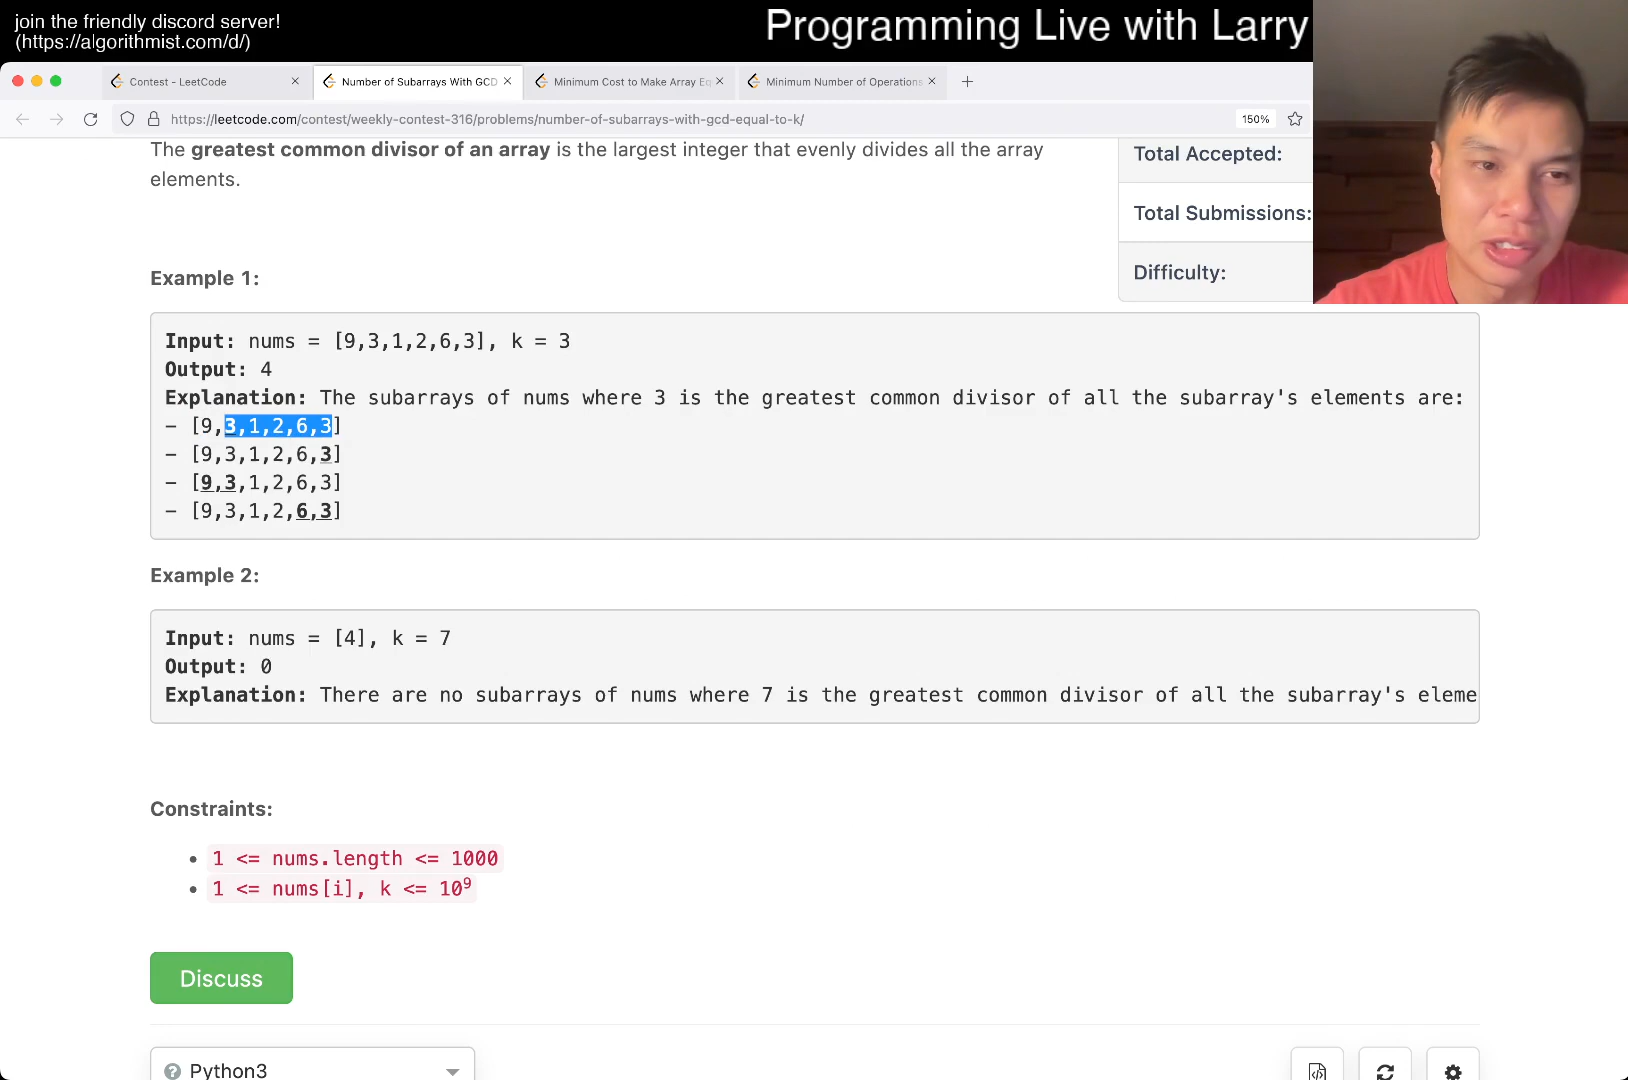 join the friendly discord server!
(https://algorithmist.com/d/)
Programming Live with Larry
Contest - LeetCode
Number of Subarrays With GCD
Minimum Cost to Make Array Eq
Minimum Number of Operations
https://leetcode.com/contest/weekly-contest-316/problems/number-of-subarrays-with-gcd-equal-to-k/
150%
The greatest common divisor of an array is the largest integer that evenly divides all the array
elements.
Total Accepted:
Total Submissions:
Difficulty:
Example 1:
Input: nums = [9,3,1,2,6,3], k = 3
Output: 4
Explanation: The subarrays of nums where 3 is the greatest common divisor of all the subarray's elements are:
- [9,3,1,2,6,3]
- [9,3,1,2,6,3]
- [9,3,1,2,6,3]
- [9,3,1,2,6,3]
Example 2:
Input: nums = [4], k = 7
Output: 0
Explanation: There are no subarrays of nums where 7 is the greatest common divisor of all the subarray's eleme
Constraints:
• 1 <= nums.length <= 1000
• 1 <= nums[i], k <= 10⁹
Discuss
Python3